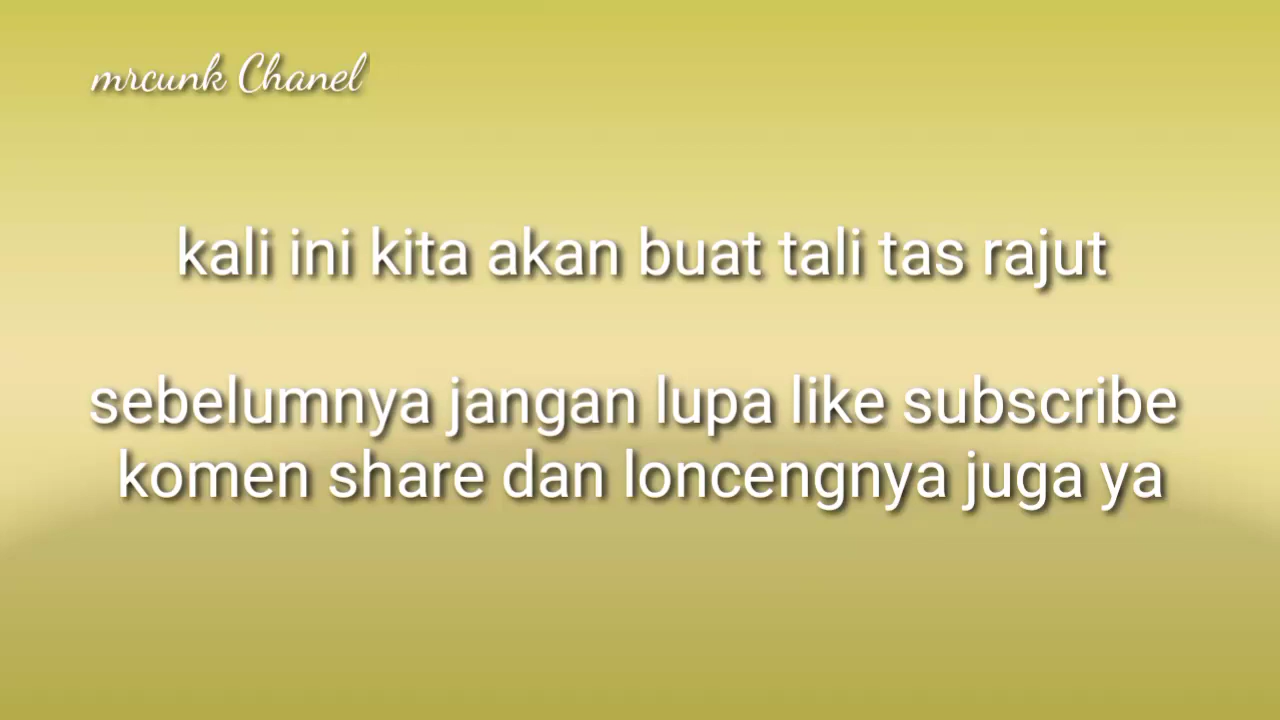 mrcunk Chanel
kali ini kita akan buat tali tas rajut
sebelumnya jangan lupa like subscribe
komen share dan loncengnya juga ya